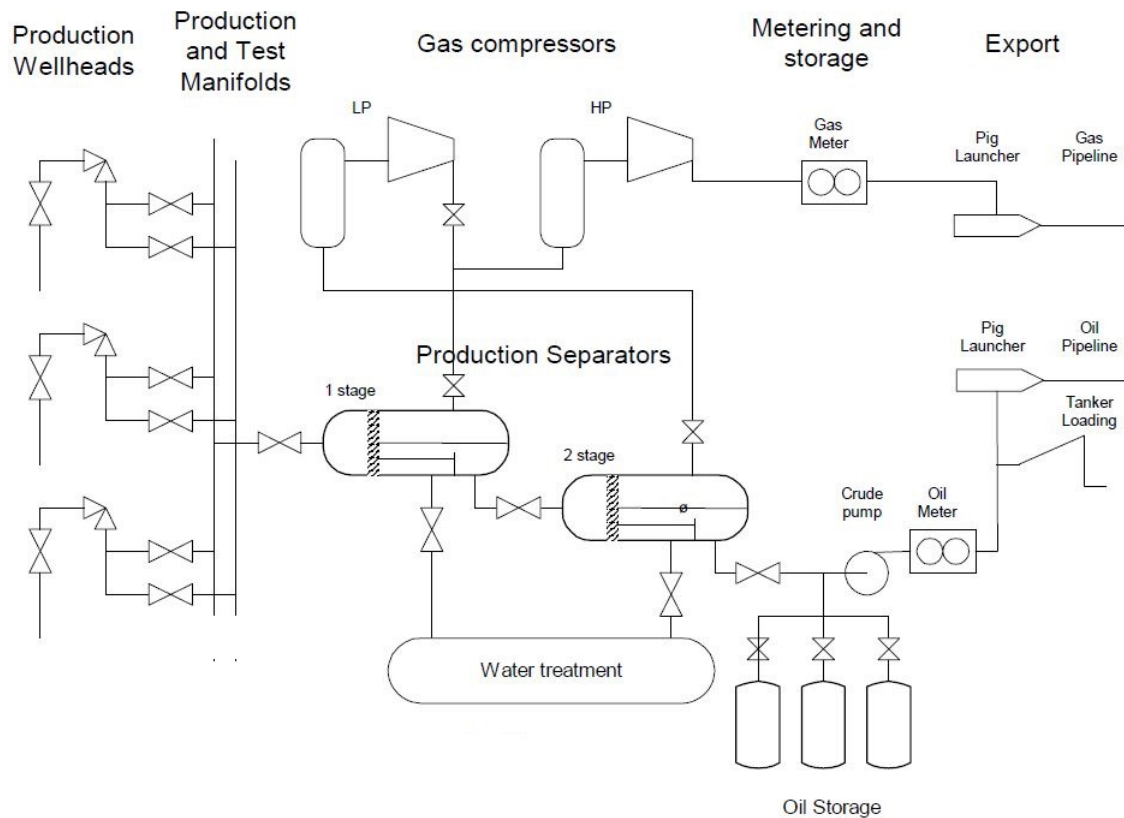 Production
Wellheads
Production
and Test
Manifolds
Gas compressors
Metering and
storage
Export
LP
HP
Gas
Meter
Pig
Launcher
Gas
Pipeline
Production Separators
1 stage
2 stage
Pig
Launcher
Oil
Pipeline
Tanker
Loading
Crude
pump
Oil
Meter
Water treatment
Oil Storage